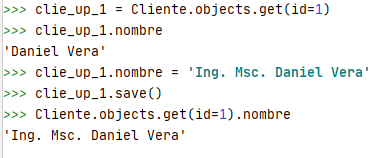 >>> clie_up_1 = Cliente.objects.get(id=1)
>>> clie_up_1.nombre
'Daniel Vera'
>>> clie_up_1.nombre = 'Ing. Msc. Daniel Vera'
>>> clie_up_1.save()
>>> Cliente.objects.get(id=1).nombre
'Ing. Msc. Daniel Vera'